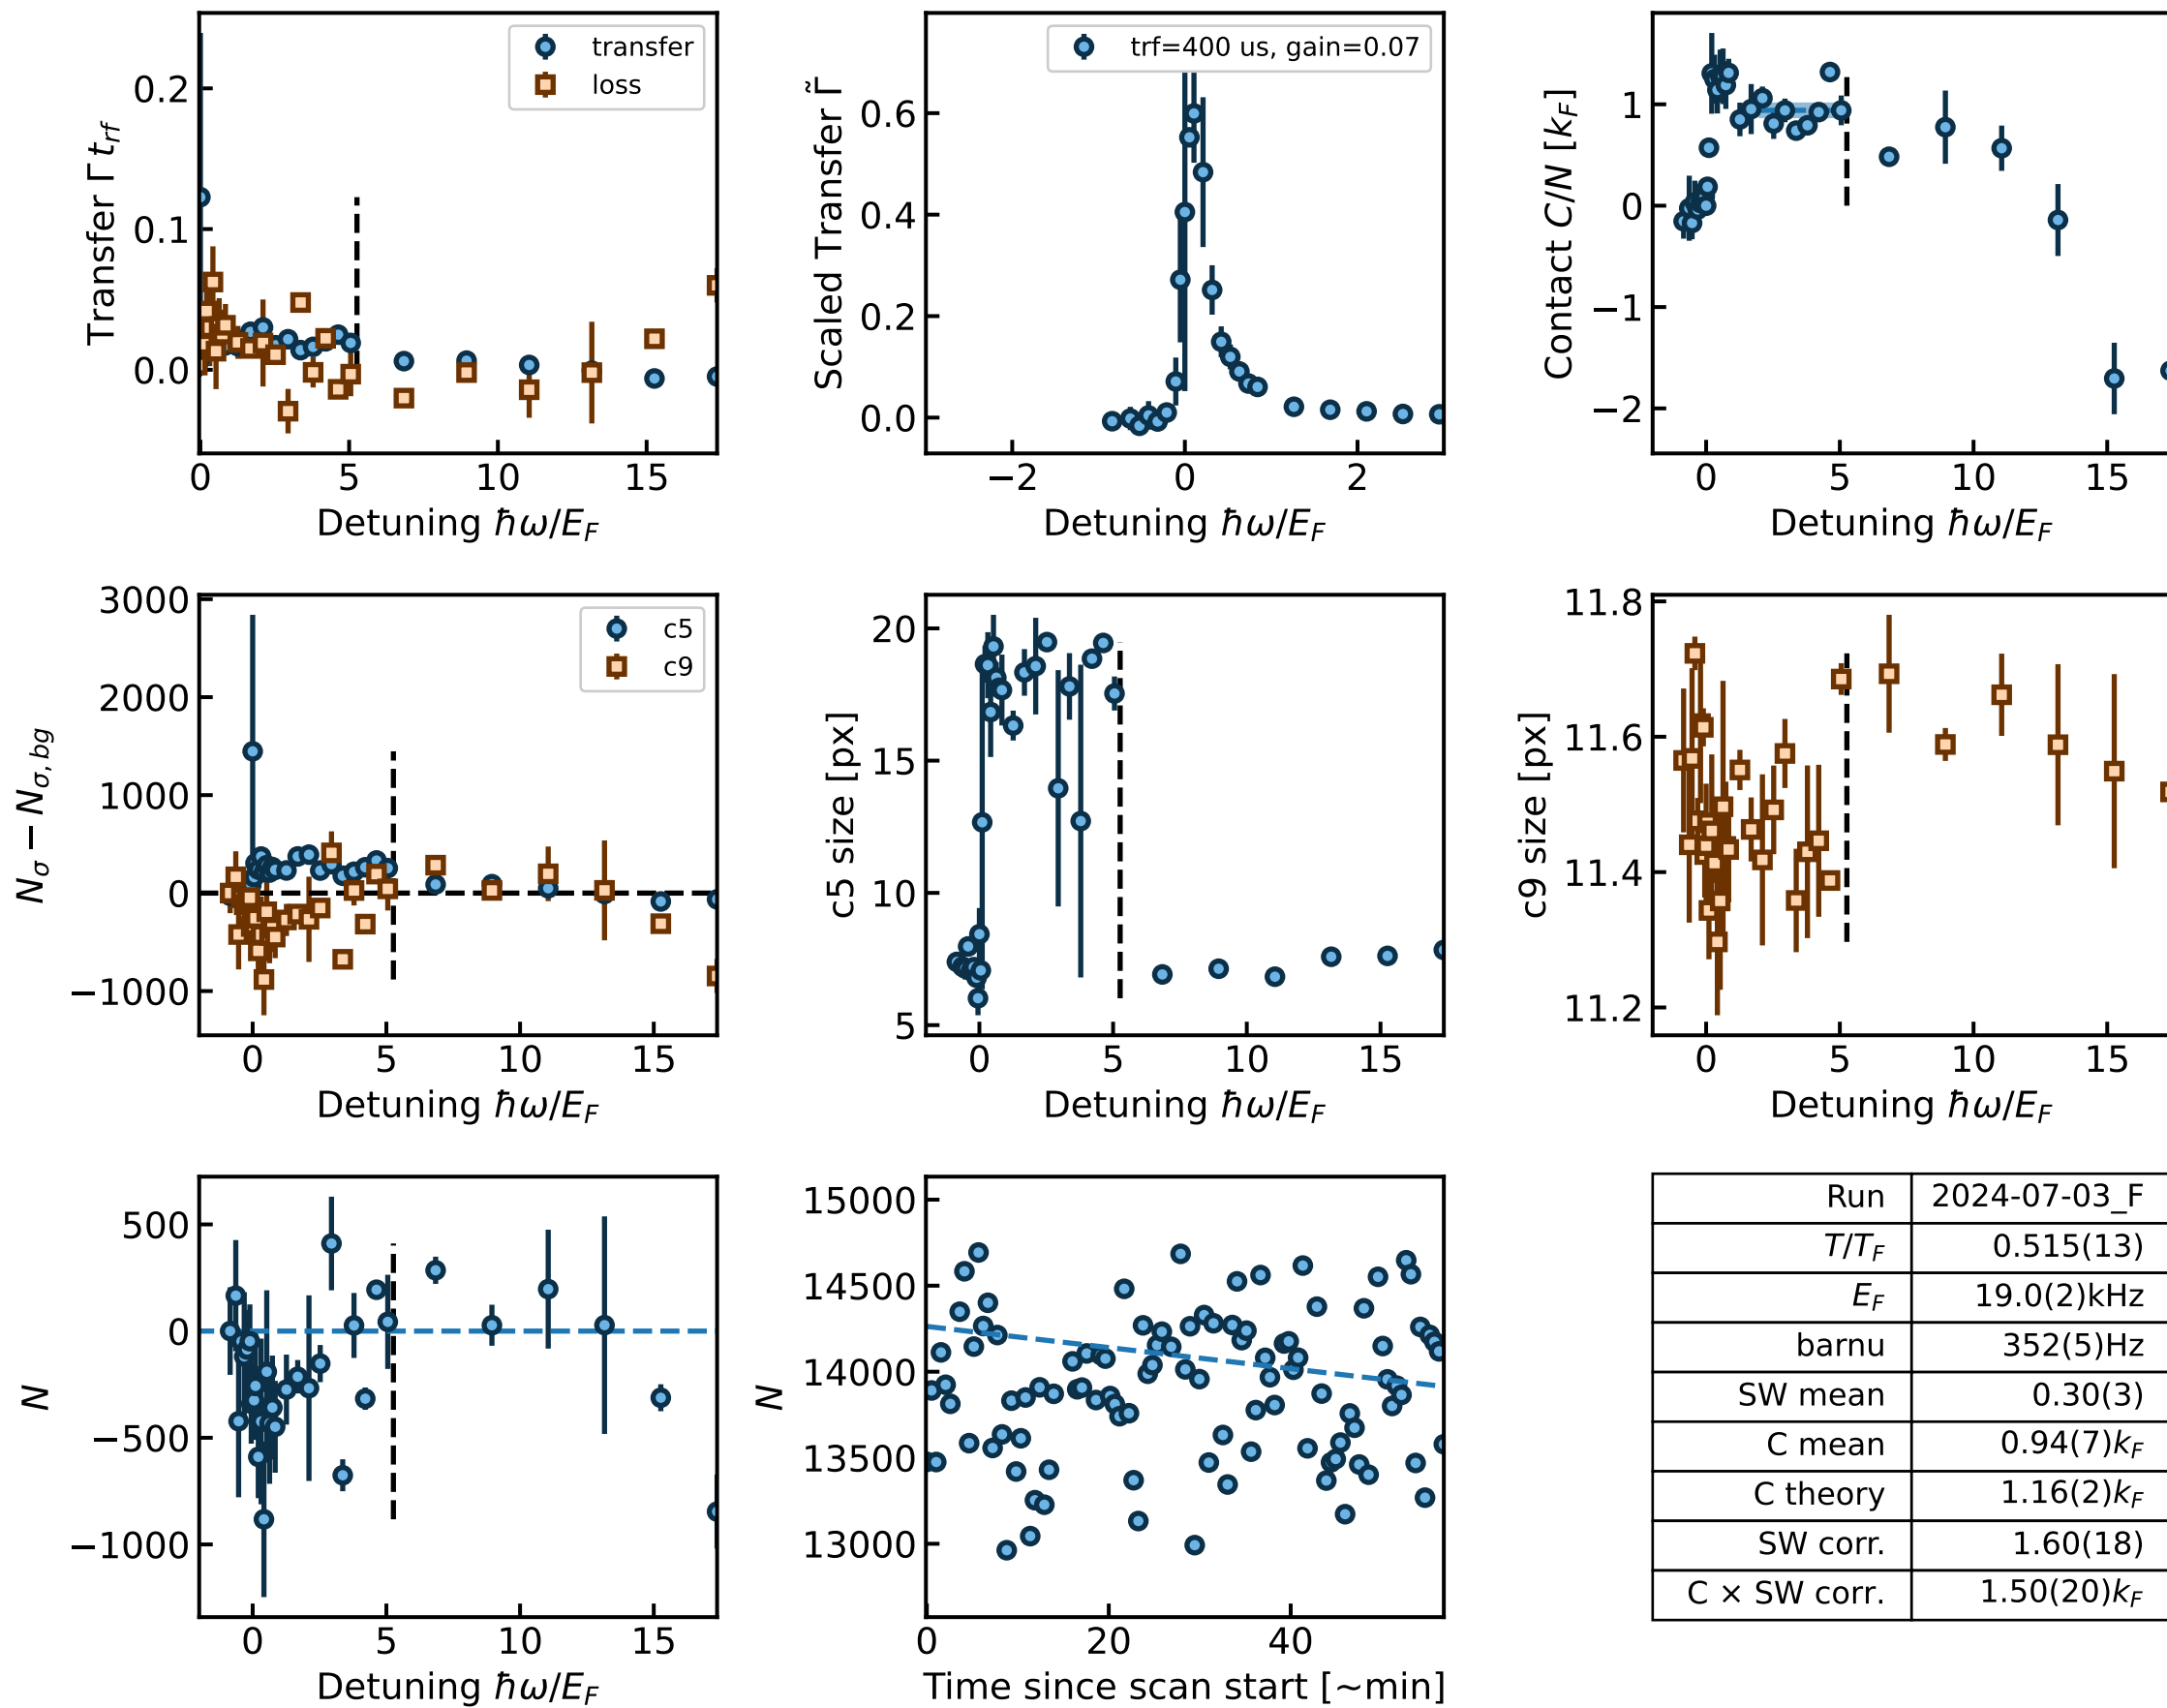 transfer
loss
0.2
0.1
0.0
Transfer Γ t_rf
0 5 10 15
Detuning ħω/E_F
trf=400 us, gain=0.07
0.6
0.4
0.2
0.0
Scaled Transfer Γ̃
−2 0 2
Detuning ħω/E_F
1
0
−1
−2
Contact C/N [k_F]
0 5 10 15
Detuning ħω/E_F
c5
c9
3000
2000
1000
0
−1000
N_σ − N_σ,bg
0 5 10 15
Detuning ħω/E_F
20
15
10
5
c5 size [px]
0 5 10 15
Detuning ħω/E_F
11.8
11.6
11.4
11.2
c9 size [px]
0 5 10 15
Detuning ħω/E_F
500
0
−500
−1000
N
0 5 10 15
Detuning ħω/E_F
15000
14500
14000
13500
13000
N
0 20 40
Time since scan start [~min]
Run 2024-07-03_F
T/T_F 0.515(13)
E_F 19.0(2)kHz
barnu 352(5)Hz
SW mean 0.30(3)
C mean 0.94(7)k_F
C theory 1.16(2)k_F
SW corr. 1.60(18)
C × SW corr. 1.50(20)k_F